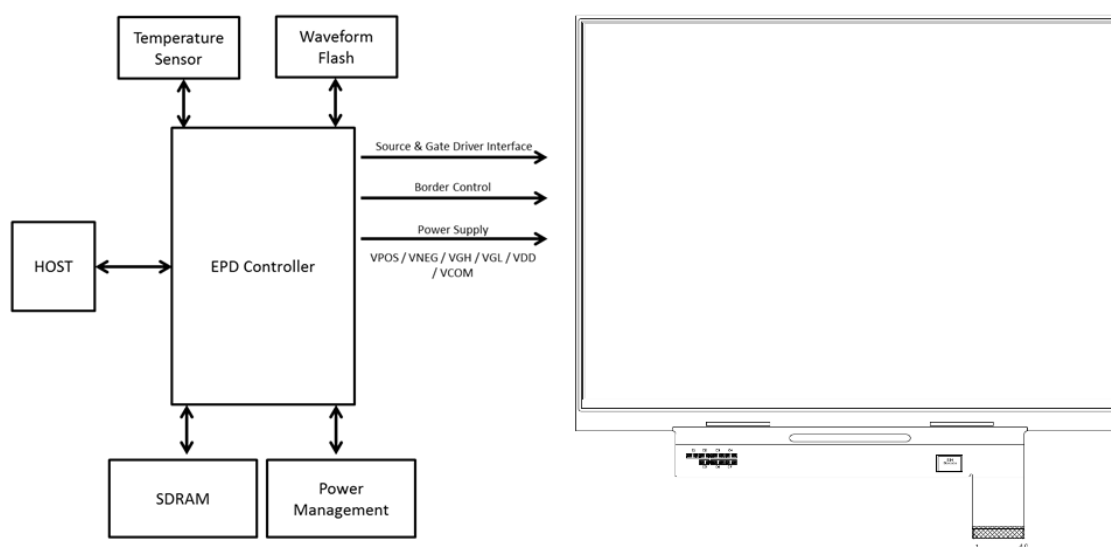 Temperature
Sensor
Waveform
Flash
Source & Gate Driver Interface
Border Control
Power Supply
VPOS / VNEG / VGH / VGL / VDD
/ VCOM
HOST
EPD Controller
SDRAM
Power
Management